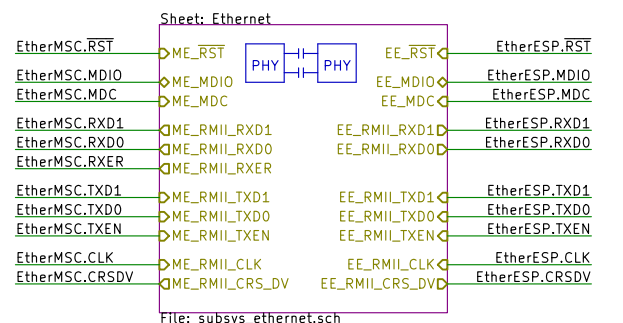 Sheet: Ethernet
EtherMSC.RST ME_RST PHY PHY EE_RST EtherESP.RST
EtherMSC.MDIO ME_MDIO EE_MDIO EtherESP.MDIO
EtherMSC.MDC ME_MDC EE_MDC EtherESP.MDC
EtherMSC.RXD1 ME_RMII_RXD1 EE_RMII_RXD1 EtherESP.RXD1
EtherMSC.RXD0 ME_RMII_RXD0 EE_RMII_RXD0 EtherESP.RXD0
EtherMSC.RXER ME_RMII_RXER
EtherMSC.TXD1 ME_RMII_TXD1 EE_RMII_TXD1 EtherESP.TXD1
EtherMSC.TXD0 ME_RMII_TXD0 EE_RMII_TXD0 EtherESP.TXD0
EtherMSC.TXEN ME_RMII_TXEN EE_RMII_TXEN EtherESP.TXEN
EtherMSC.CLK ME_RMII_CLK EE_RMII_CLK EtherESP.CLK
EtherMSC.CRSDV ME_RMII_CRS_DV EE_RMII_CRS_DV EtherESP.CRSDV
File: subsys_ethernet.sch